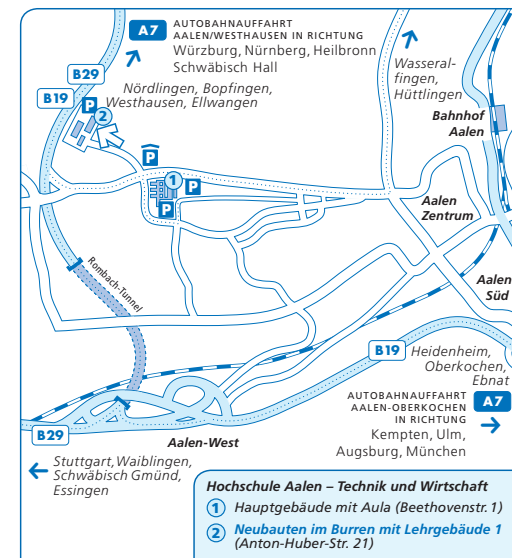 A7
AUTOBAHNAUFFAHRT
AALEN/WESTHAUSEN IN RICHTUNG
Würzburg, Nürnberg, Heilbronn
Schwäbisch Hall
B29
B19
Nördlingen, Bopfingen,
Westhausen, Ellwangen
Wasseral-
fingen,
Hüttlingen
Bahnhof
Aalen
P
2
P
1
P
P
Aalen
Zentrum
Rombach-Tunnel
Aalen-
Süd
B19
Heidenheim,
Oberkochen,
Ebnat
AUTOBAHNAUFFAHRT
AALEN-OBERKOCHEN
IN RICHTUNG
A7
Kempten, Ulm,
Augsburg, München
B29
Aalen-West
Stuttgart, Waiblingen,
Schwäbisch Gmünd,
Essingen
Hochschule Aalen – Technik und Wirtschaft
1 Hauptgebäude mit Aula (Beethovenstr. 1)
2 Neubauten im Burren mit Lehrgebäude 1
(Anton-Huber-Str. 21)